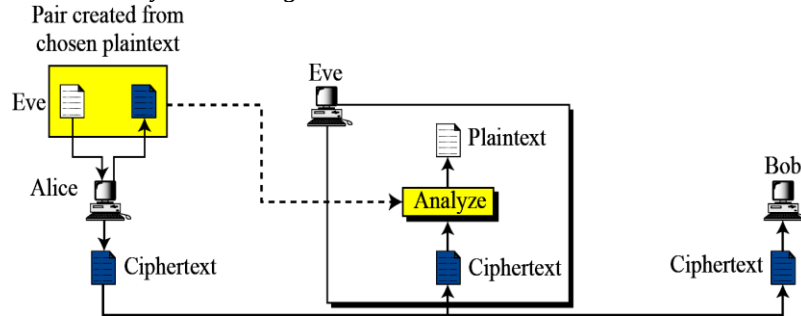 Pair created from
chosen plaintext
Eve
Eve
Plaintext
Bob
Alice
Analyze
Ciphertext
Ciphertext
Ciphertext